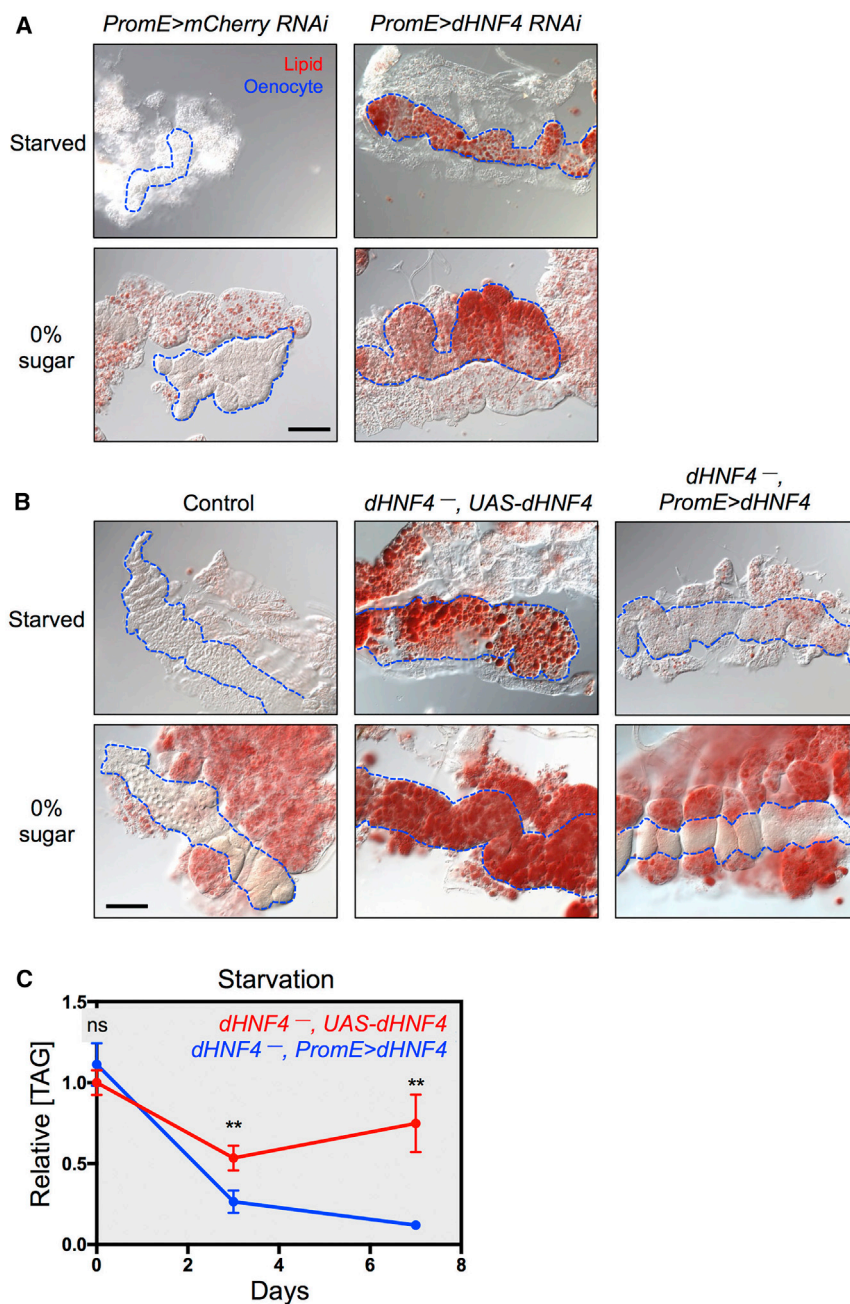 A
PromE>mCherry RNAi
PromE>dHNF4 RNAi
Lipid
Oenocyte
Starved
0%
sugar
B
Control
dHNF4 —, UAS-dHNF4
dHNF4 —,
PromE>dHNF4
Starved
0%
sugar
C
Starvation
1.5
ns
dHNF4 —, UAS-dHNF4
dHNF4 —, PromE>dHNF4
**
**
1.0
Relative [TAG]
0.5
0.0
0 2 4 6 8
Days